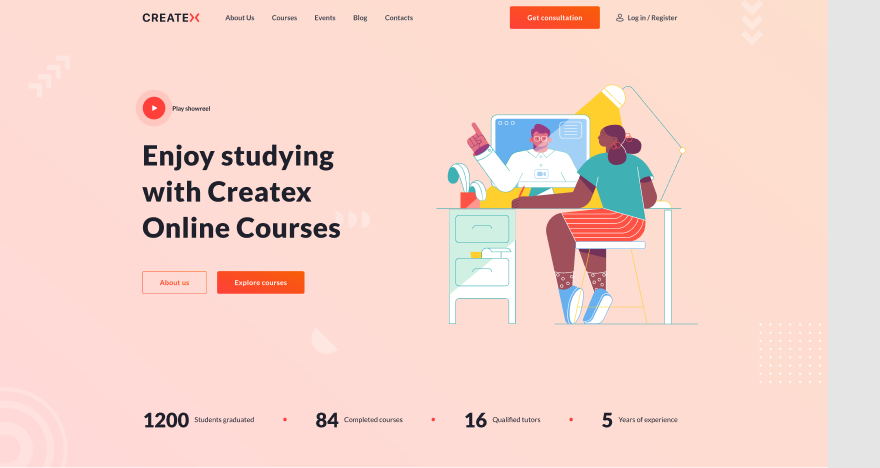 CREATEX
About Us
Courses
Events
Blog
Contacts
Get consultation
Log in / Register
Play showreel
Enjoy studying
with Createx
Online Courses
About us
Explore courses
1200 Students graduated
84 Completed courses
16 Qualified tutors
5 Years of experience